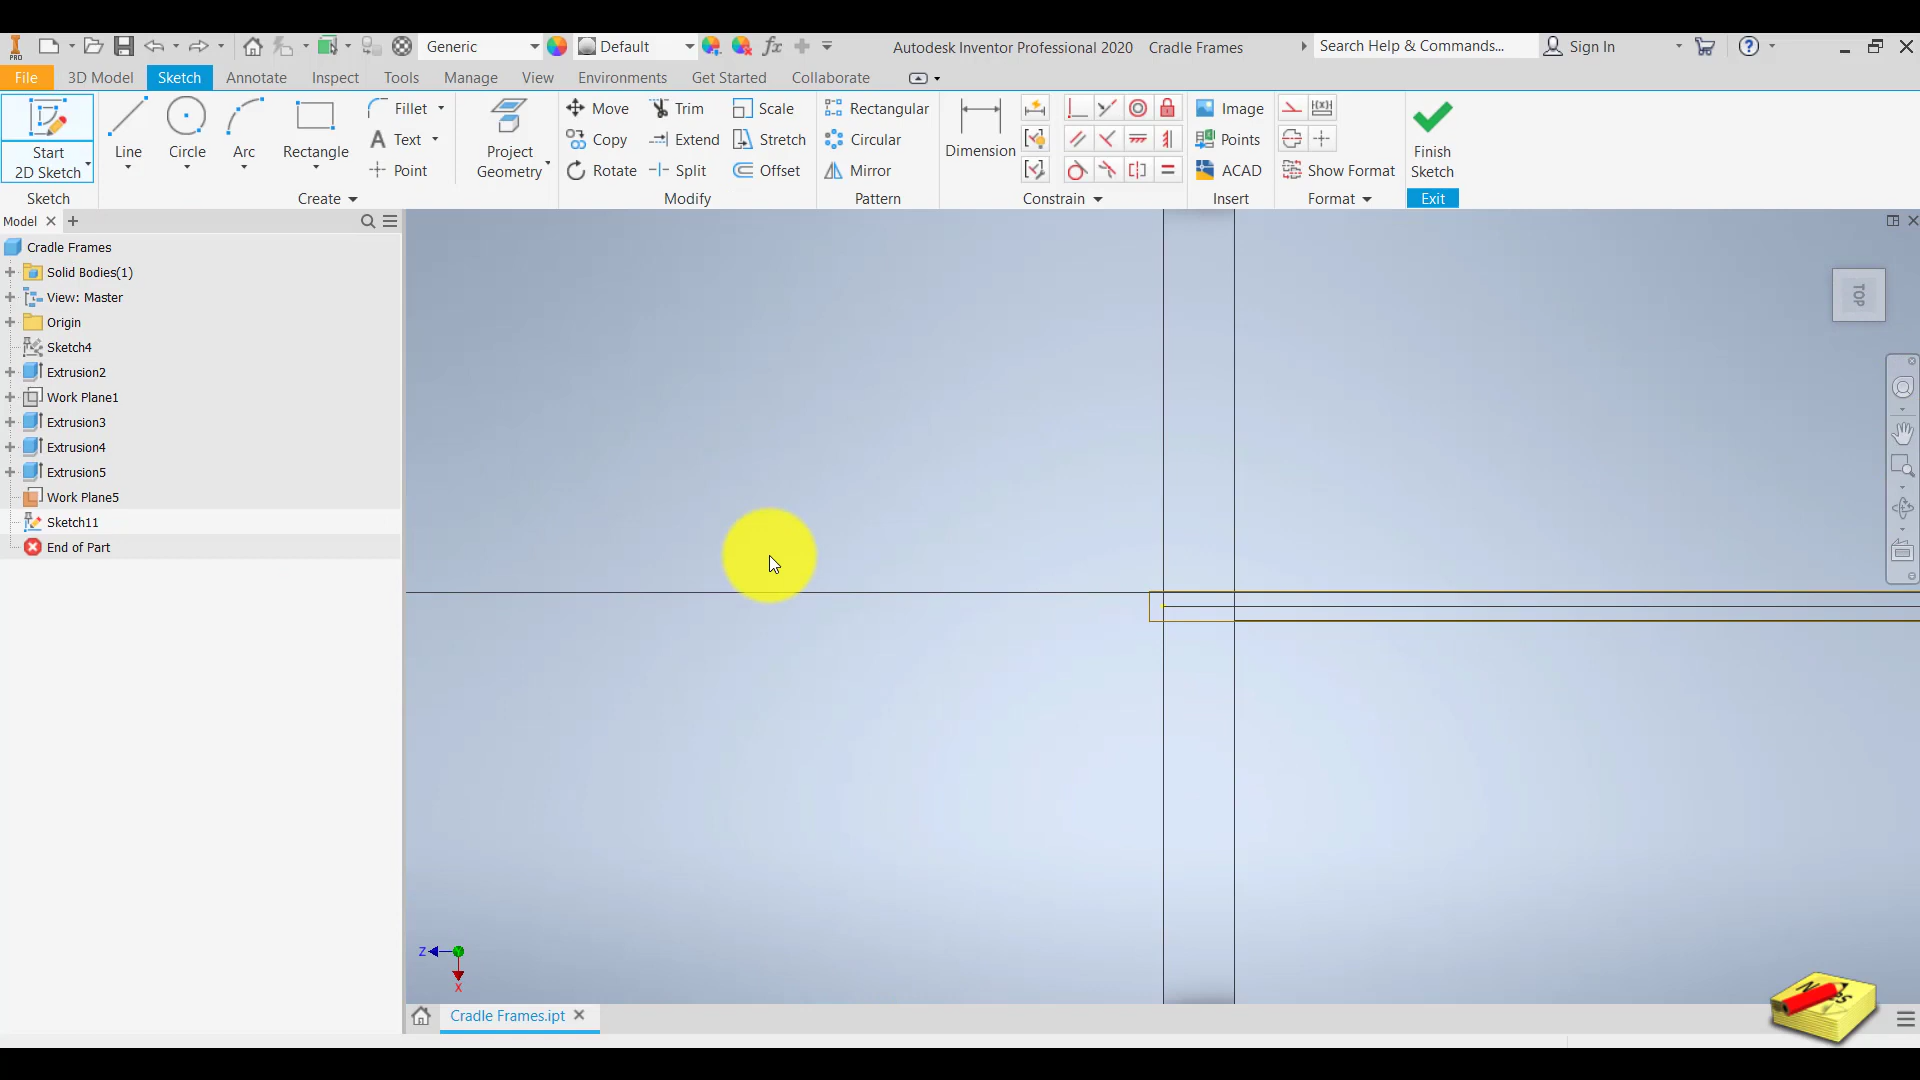 PRO
Generic
Default
Autodesk Inventor Professional 2020 Cradle Frames
Search Help & Commands...
Sign In
File
3D Model
Sketch
Annotate
Inspect
Tools
Manage
View
Environments
Get Started
Collaborate
Start
2D Sketch
Line
Circle
Arc
Rectangle
Fillet
Text
Point
Project
Geometry
Move
Copy
Rotate
Trim
Extend
Split
Scale
Stretch
Offset
Rectangular
Circular
Mirror
Dimension
Image
Points
ACAD
Show Format
Finish
Sketch
Sketch
Create
Modify
Pattern
Constrain
Insert
Format
Exit
Model
Cradle Frames
Solid Bodies(1)
View: Master
Origin
Sketch4
Extrusion2
Work Plane1
Extrusion3
Extrusion4
Extrusion5
Work Plane5
Sketch11
End of Part
TOP
Z
X
Cradle Frames.ipt